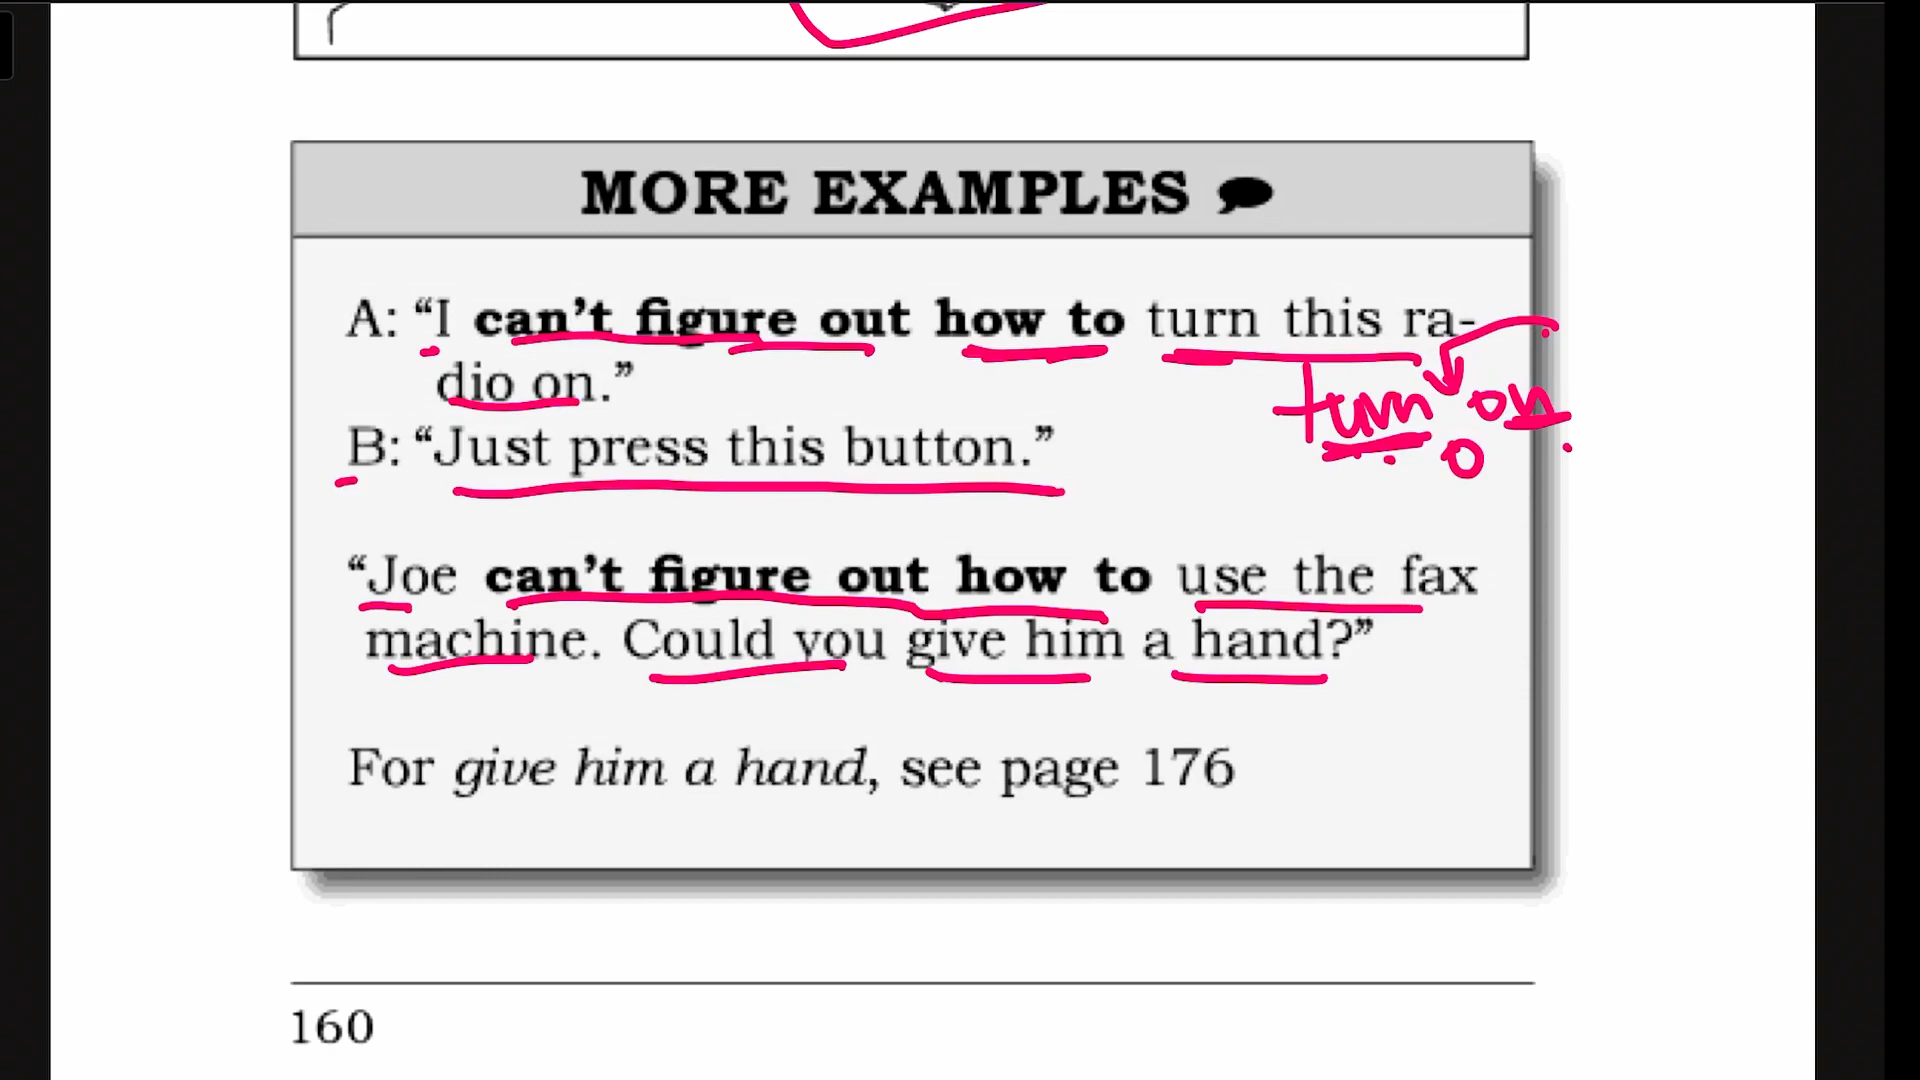 MORE EXAMPLES
A: “I can’t figure out how to turn this ra-
dio on.”
turn on
o
B: “Just press this button.”
“Joe can’t figure out how to use the fax
machine. Could you give him a hand?”
For give him a hand, see page 176
160